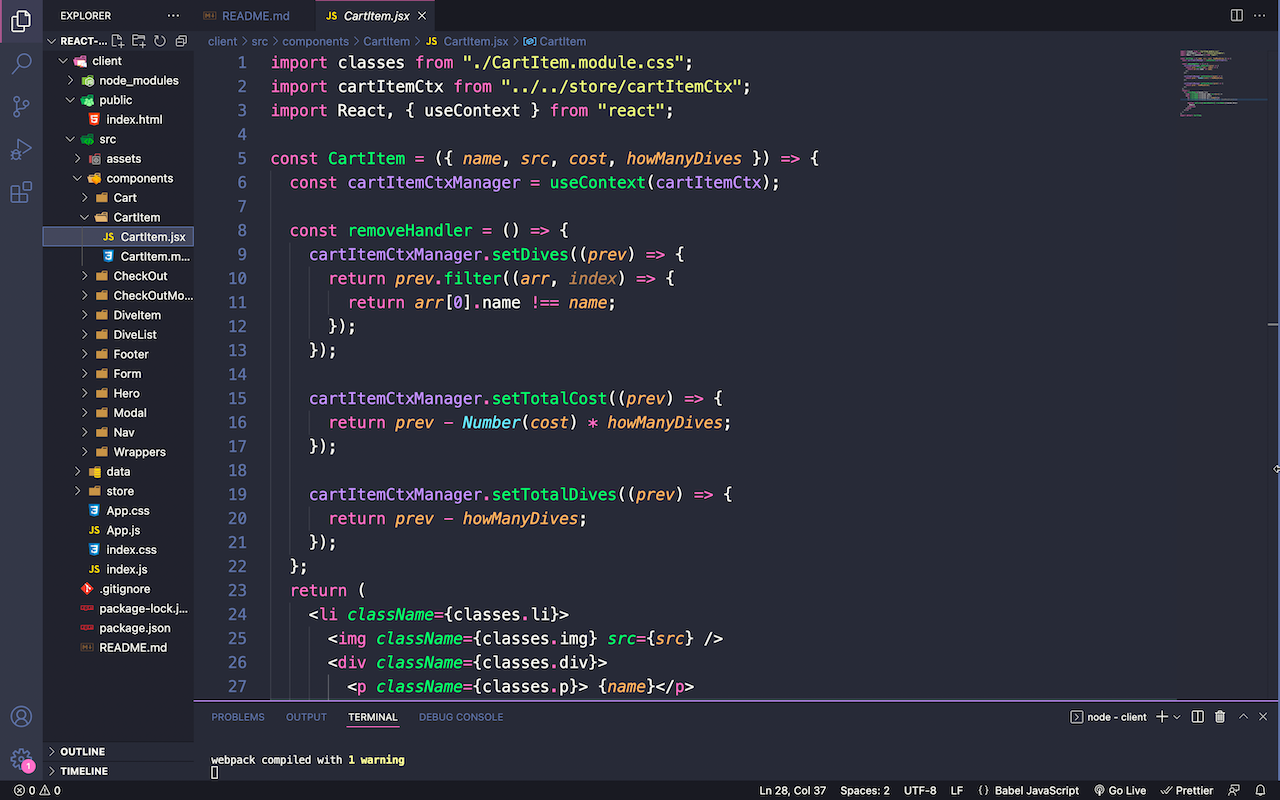 EXPLORER
README.md
JS CartItem.jsx
REACT-...
client > src > components > CartItem > JS CartItem.jsx > CartItem
client
node_modules
public
index.html
src
assets
components
Cart
CartItem
JS CartItem.jsx
CartItem.m...
CheckOut
CheckOutMo...
DiveItem
DiveList
Footer
Form
Hero
Modal
Nav
Wrappers
data
store
App.css
JS App.js
index.css
JS index.js
.gitignore
package-lock.j...
package.json
README.md
OUTLINE
TIMELINE
1 import classes from "./CartItem.module.css";
2 import cartItemCtx from "../../store/cartItemCtx";
3 import React, { useContext } from "react";
4
5 const CartItem = ({ name, src, cost, howManyDives }) => {
6 const cartItemCtxManager = useContext(cartItemCtx);
7
8 const removeHandler = () => {
9 cartItemCtxManager.setDives((prev) => {
10 return prev.filter((arr, index) => {
11 return arr[0].name !== name;
12 });
13 });
14
15 cartItemCtxManager.setTotalCost((prev) => {
16 return prev - Number(cost) * howManyDives;
17 });
18
19 cartItemCtxManager.setTotalDives((prev) => {
20 return prev - howManyDives;
21 });
22 };
23 return (
24 <li className={classes.li}>
25 <img className={classes.img} src={src} />
26 <div className={classes.div}>
27 <p className={classes.p}> {name}</p>
PROBLEMS OUTPUT TERMINAL DEBUG CONSOLE
node - client
webpack compiled with 1 warning
1
0 0
Ln 28, Col 37 Spaces: 2 UTF-8 LF {} Babel JavaScript Go Live Prettier